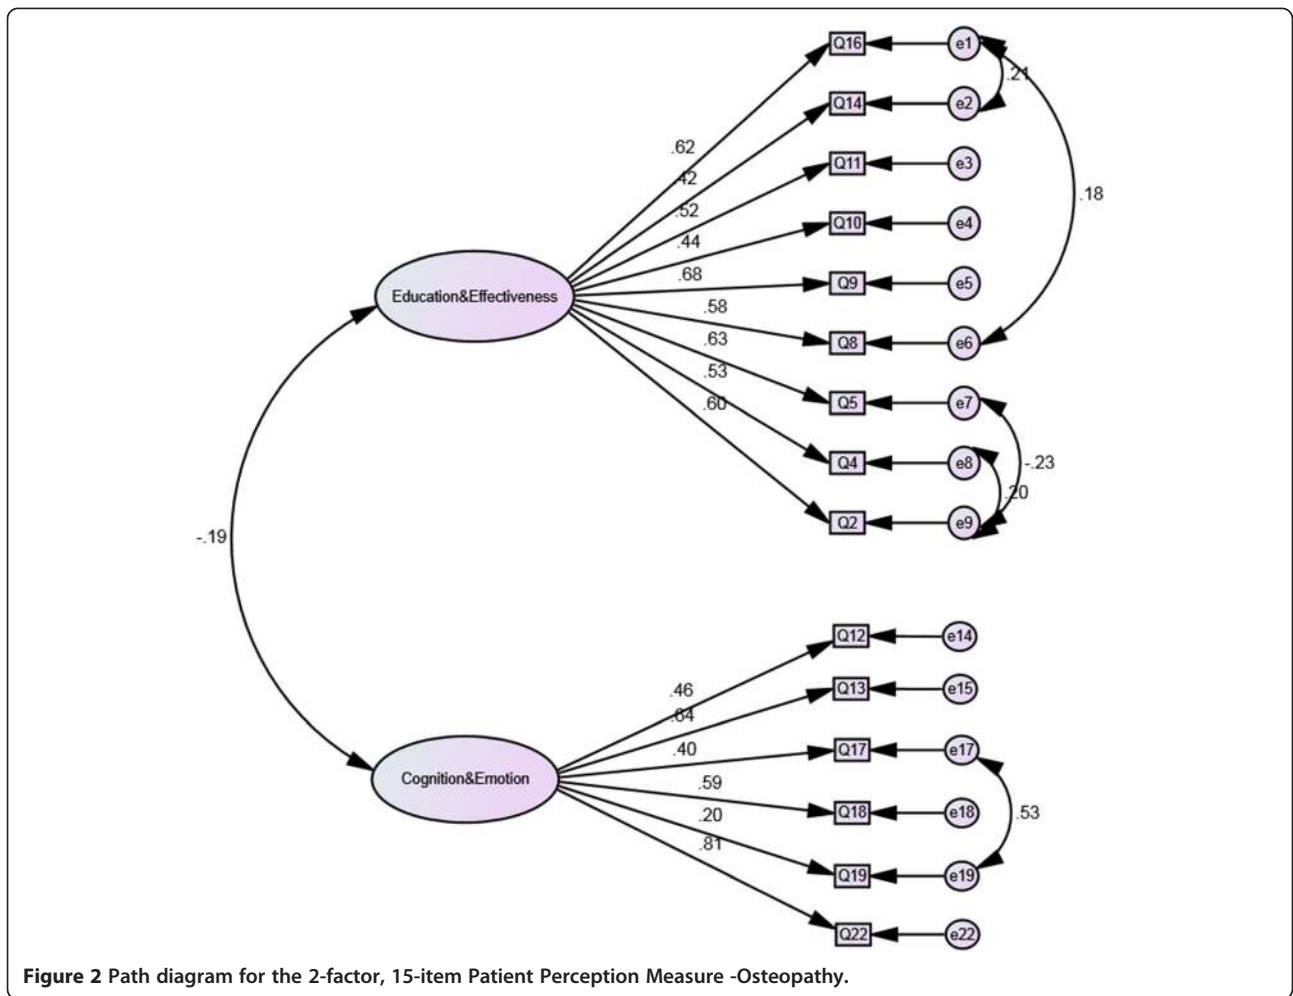 Q16
e1
.21
Q14
e2
.62
.42
Q11
e3
.18
.52
Q10
e4
.44
.68
Q9
e5
Education&Effectiveness
.58
Q8
e6
.63
.53
Q5
e7
.60
Q4
e8
-.23
.20
Q2
e9
-.19
Q12
e14
.46
Q13
e15
.64
.40
Q17
e17
Cognition&Emotion
.59
Q18
e18
.53
.20
.81
Q19
e19
Q22
e22
Figure 2 Path diagram for the 2-factor, 15-item Patient Perception Measure -Osteopathy.